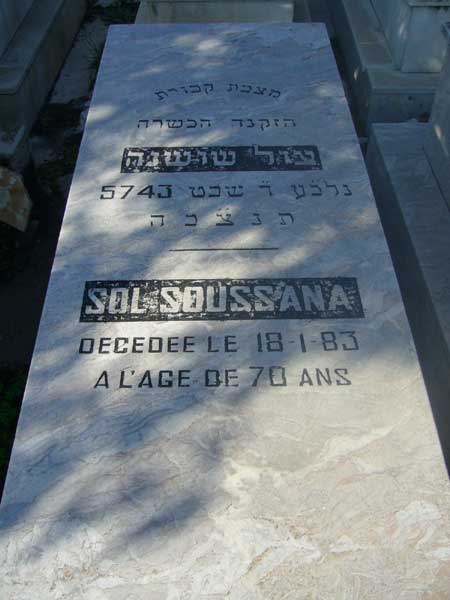 מצבת קבורת
הזקנה הכשרה
סול שושנה
נלב״ע ד שבט 5743
ת נ צ ב ה
SOL SOUSSANA
DECEDEE LE 18-1-83
A L'AGE DE 70 ANS